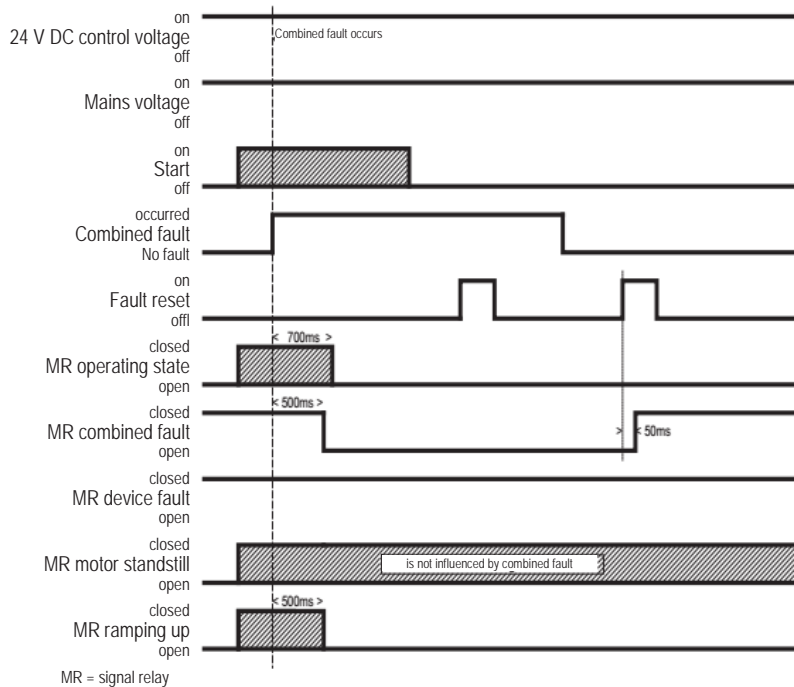 on
24 V DC control voltage
off
Combined fault occurs
on
Mains voltage
off
on
Start
off
occurred
Combined fault
No fault
on
Fault reset
offl
closed
< 700ms >
MR operating state
open
closed
< 500ms >
MR combined fault
> < 50ms
open
closed
MR device fault
open
closed
MR motor standstill
is not influenced by combined fault
open
closed
< 500ms >
MR ramping up
open
MR = signal relay